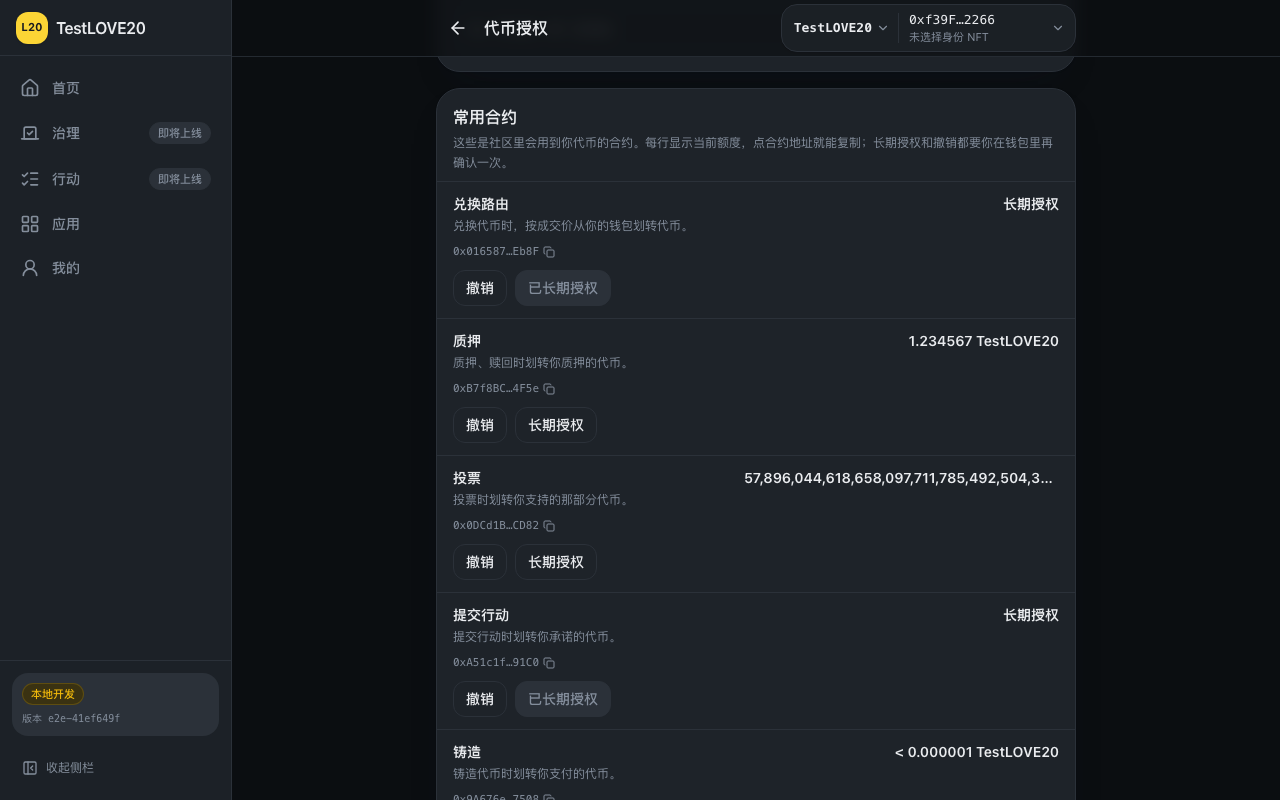 L20 TestLOVE20
首页
治理 即将上线
行动 即将上线
应用
我的
本地开发
版本 e2e-41ef649f
收起侧栏
代币授权
TestLOVE20
0xf39F…2266
未选择身份 NFT
常用合约
这些是社区里会用到你代币的合约。每行显示当前额度，点合约地址就能复制；长期授权和撤销都要你在钱包里再
确认一次。
兑换路由 长期授权
兑换代币时，按成交价从你的钱包划转代币。
0x016587…Eb8F
撤销 已长期授权
质押 1.234567 TestLOVE20
质押、赎回时划转你质押的代币。
0xB7f8BC…4F5e
撤销 长期授权
投票 57,896,044,618,658,097,711,785,492,504,3...
投票时划转你支持的那部分代币。
0x0DCd1B…CD82
撤销 长期授权
提交行动 长期授权
提交行动时划转你承诺的代币。
0xA51c1f…91C0
撤销 已长期授权
铸造 < 0.000001 TestLOVE20
铸造代币时划转你支付的代币。
0x9A676e…7508